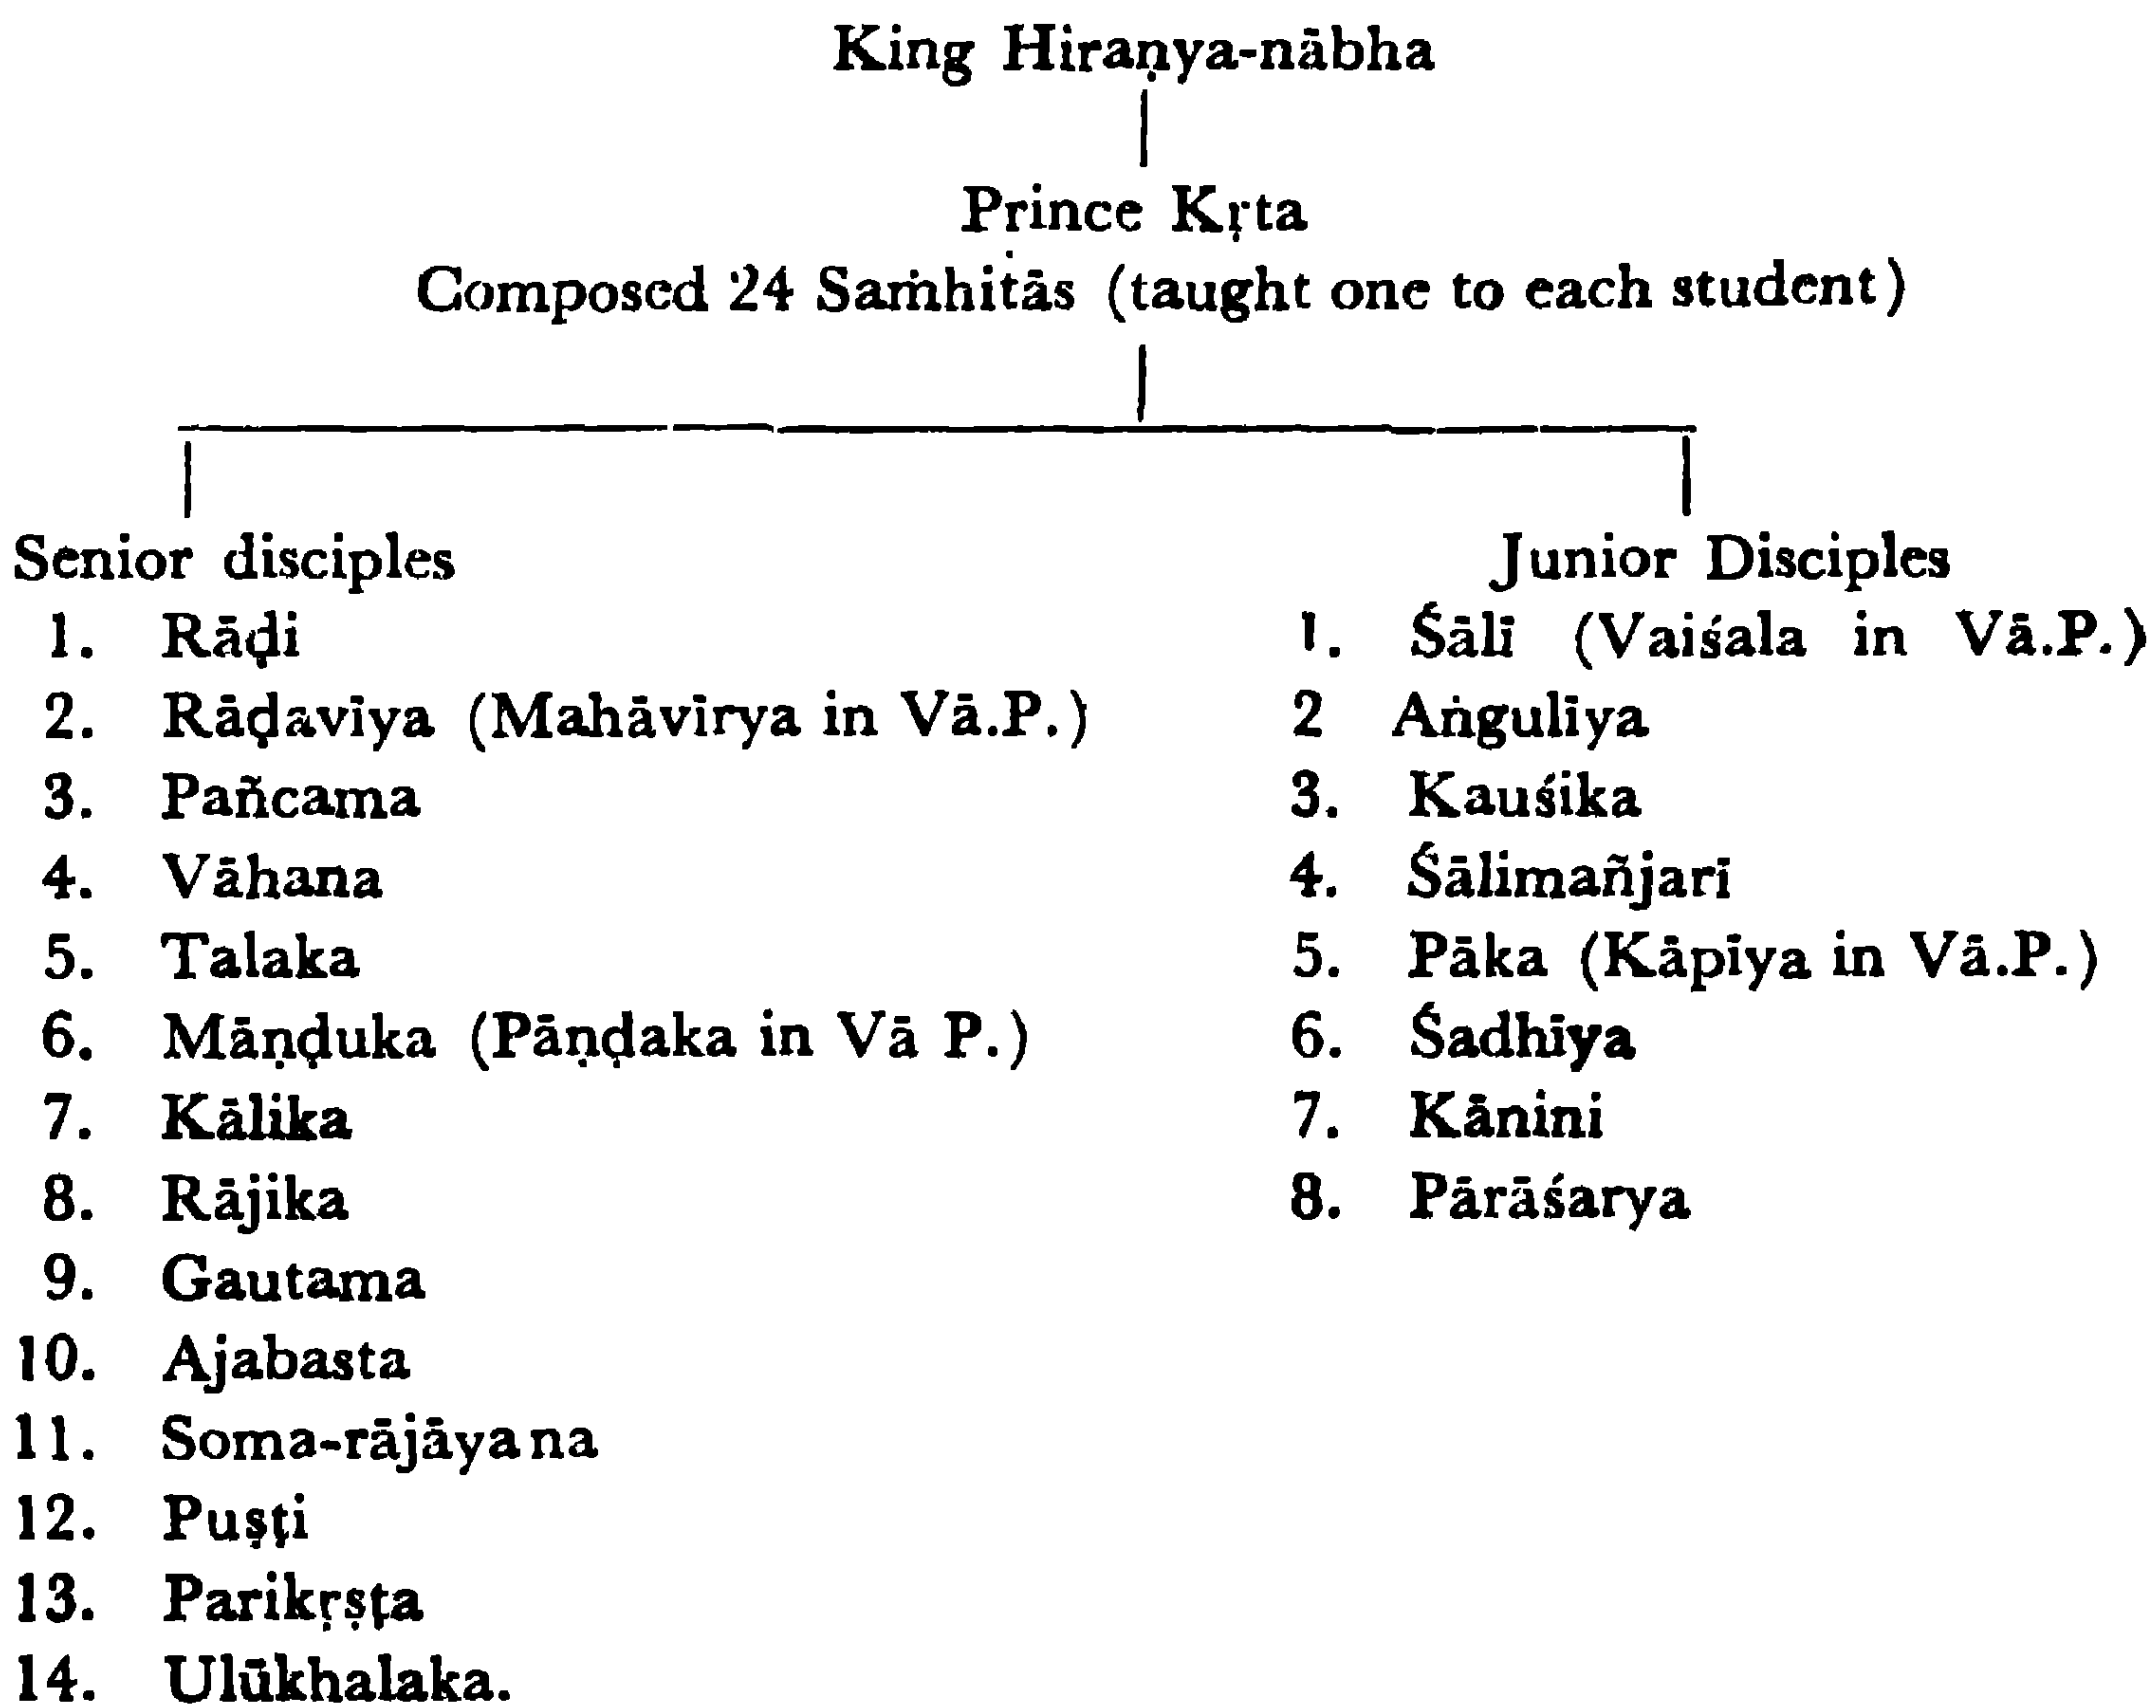 King Hiraṇya-nābha
Prince Kṛta
Composed 24 Saṁhitās (taught one to each student)
Senior disciples
1. Rāḍi
2. Rāḍavīya (Mahāvīrya in Vā.P.)
3. Pañcama
4. Vāhana
5. Talaka
6. Māṇḍuka (Pāṇḍaka in Vā P.)
7. Kālika
8. Rājika
9. Gautama
10. Ajabasta
11. Soma-rājāyana
12. Puṣṭi
13. Parikṛṣṭa
14. Ulūkhalaka.
Junior Disciples
1. Śālī (Vaiśala in Vā.P.)
2 Aṅgulīya
3. Kauśika
4. Śālimañjarī
5. Pāka (Kāpīya in Vā.P.)
6. Śadhīya
7. Kānini
8. Pārāśarya